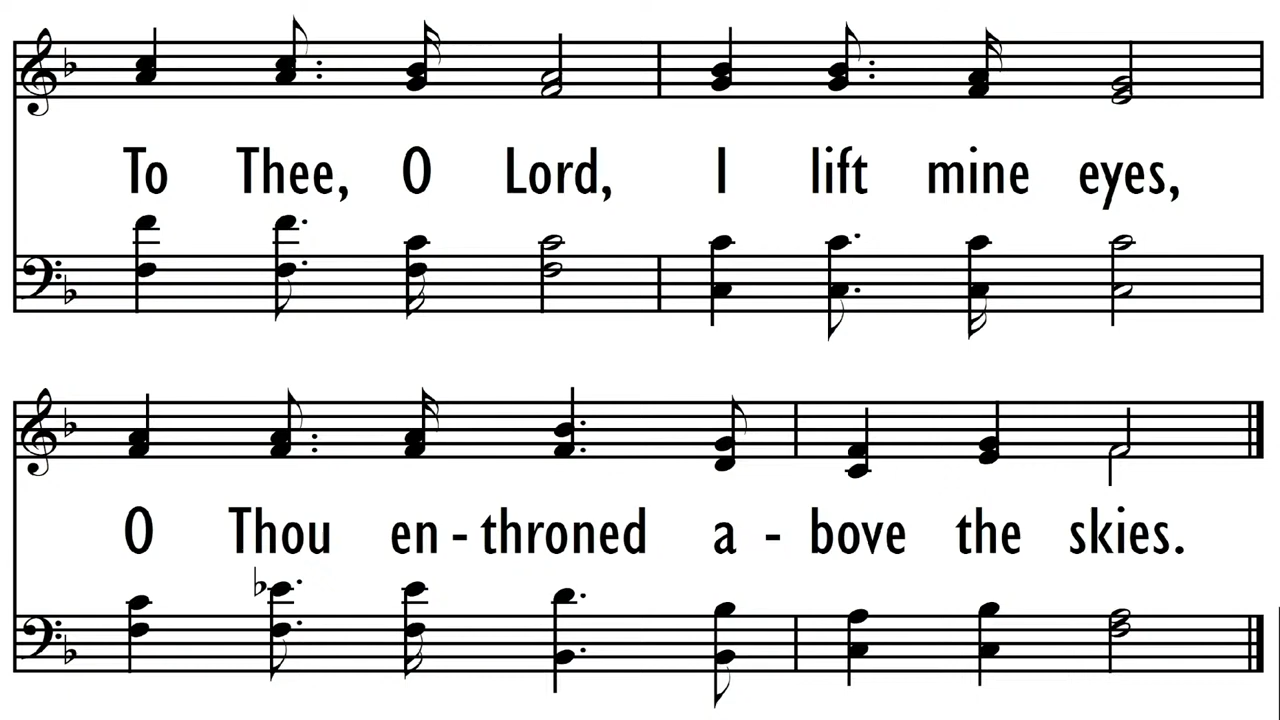 To Thee, O Lord, I lift mine eyes,
O Thou en-throned a-bove the skies.